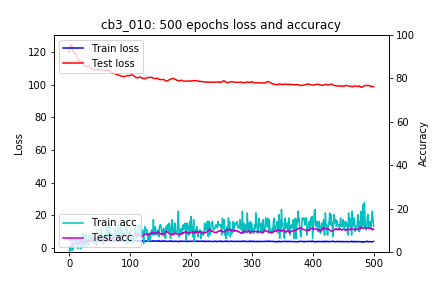 cb3_010: 500 epochs loss and accuracy
Train loss
Test loss
Train acc
Test acc
Loss
120
100
80
60
40
20
0
Accuracy
100
80
60
40
20
0
0 100 200 300 400 500